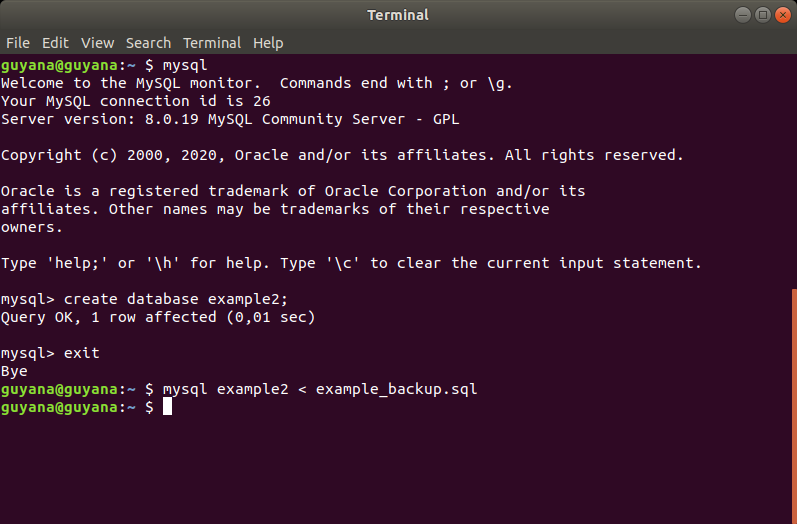 Terminal
File Edit View Search Terminal Help
guyana@guyana:~ $ mysql
Welcome to the MySQL monitor.  Commands end with ; or \g.
Your MySQL connection id is 26
Server version: 8.0.19 MySQL Community Server - GPL
Copyright (c) 2000, 2020, Oracle and/or its affiliates. All rights reserved.
Oracle is a registered trademark of Oracle Corporation and/or its
affiliates. Other names may be trademarks of their respective
owners.
Type 'help;' or '\h' for help. Type '\c' to clear the current input statement.
mysql> create database example2;
Query OK, 1 row affected (0,01 sec)
mysql> exit
Bye
guyana@guyana:~ $ mysql example2 < example_backup.sql
guyana@guyana:~ $